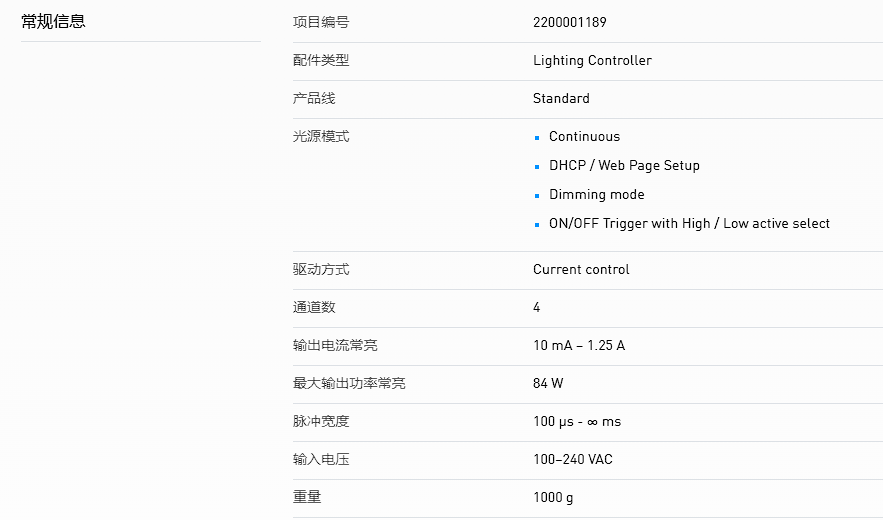 常规信息
项目编号 2200001189
配件类型 Lighting Controller
产品线 Standard
光源模式 Continuous
DHCP / Web Page Setup
Dimming mode
ON/OFF Trigger with High / Low active select
驱动方式 Current control
通道数 4
输出电流常亮 10 mA – 1.25 A
最大输出功率常亮 84 W
脉冲宽度 100 μs - ∞ ms
输入电压 100–240 VAC
重量 1000 g